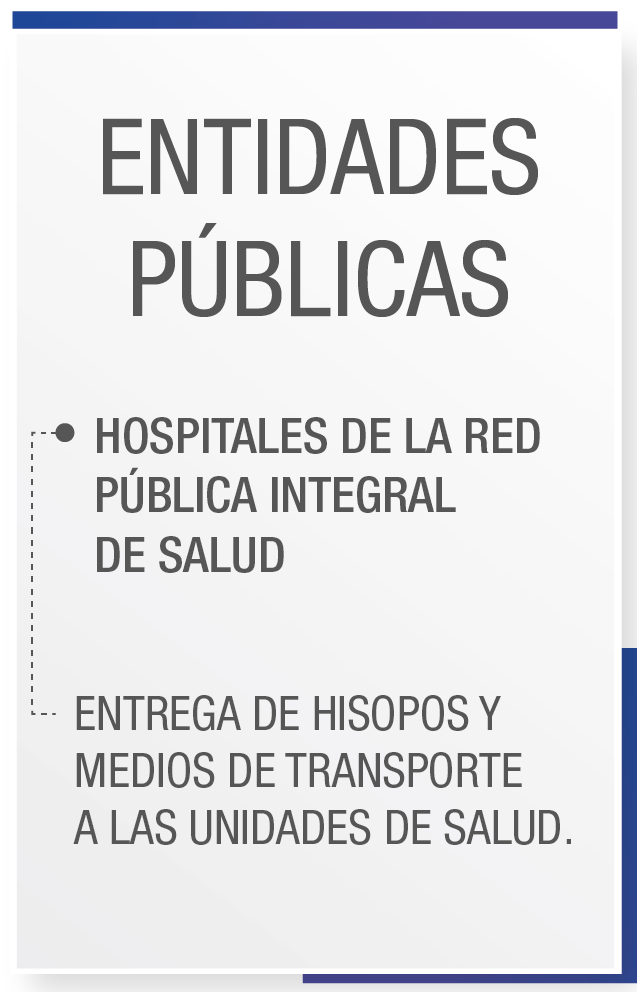 ENTIDADES
PÚBLICAS
HOSPITALES DE LA RED
PÚBLICA INTEGRAL
DE SALUD
ENTREGA DE HISOPOS Y
MEDIOS DE TRANSPORTE
A LAS UNIDADES DE SALUD.